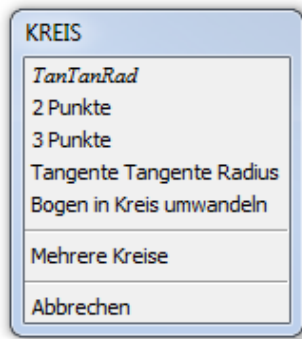 KREIS
TanTanRad
2 Punkte
3 Punkte
Tangente Tangente Radius
Bogen in Kreis umwandeln
Mehrere Kreise
Abbrechen